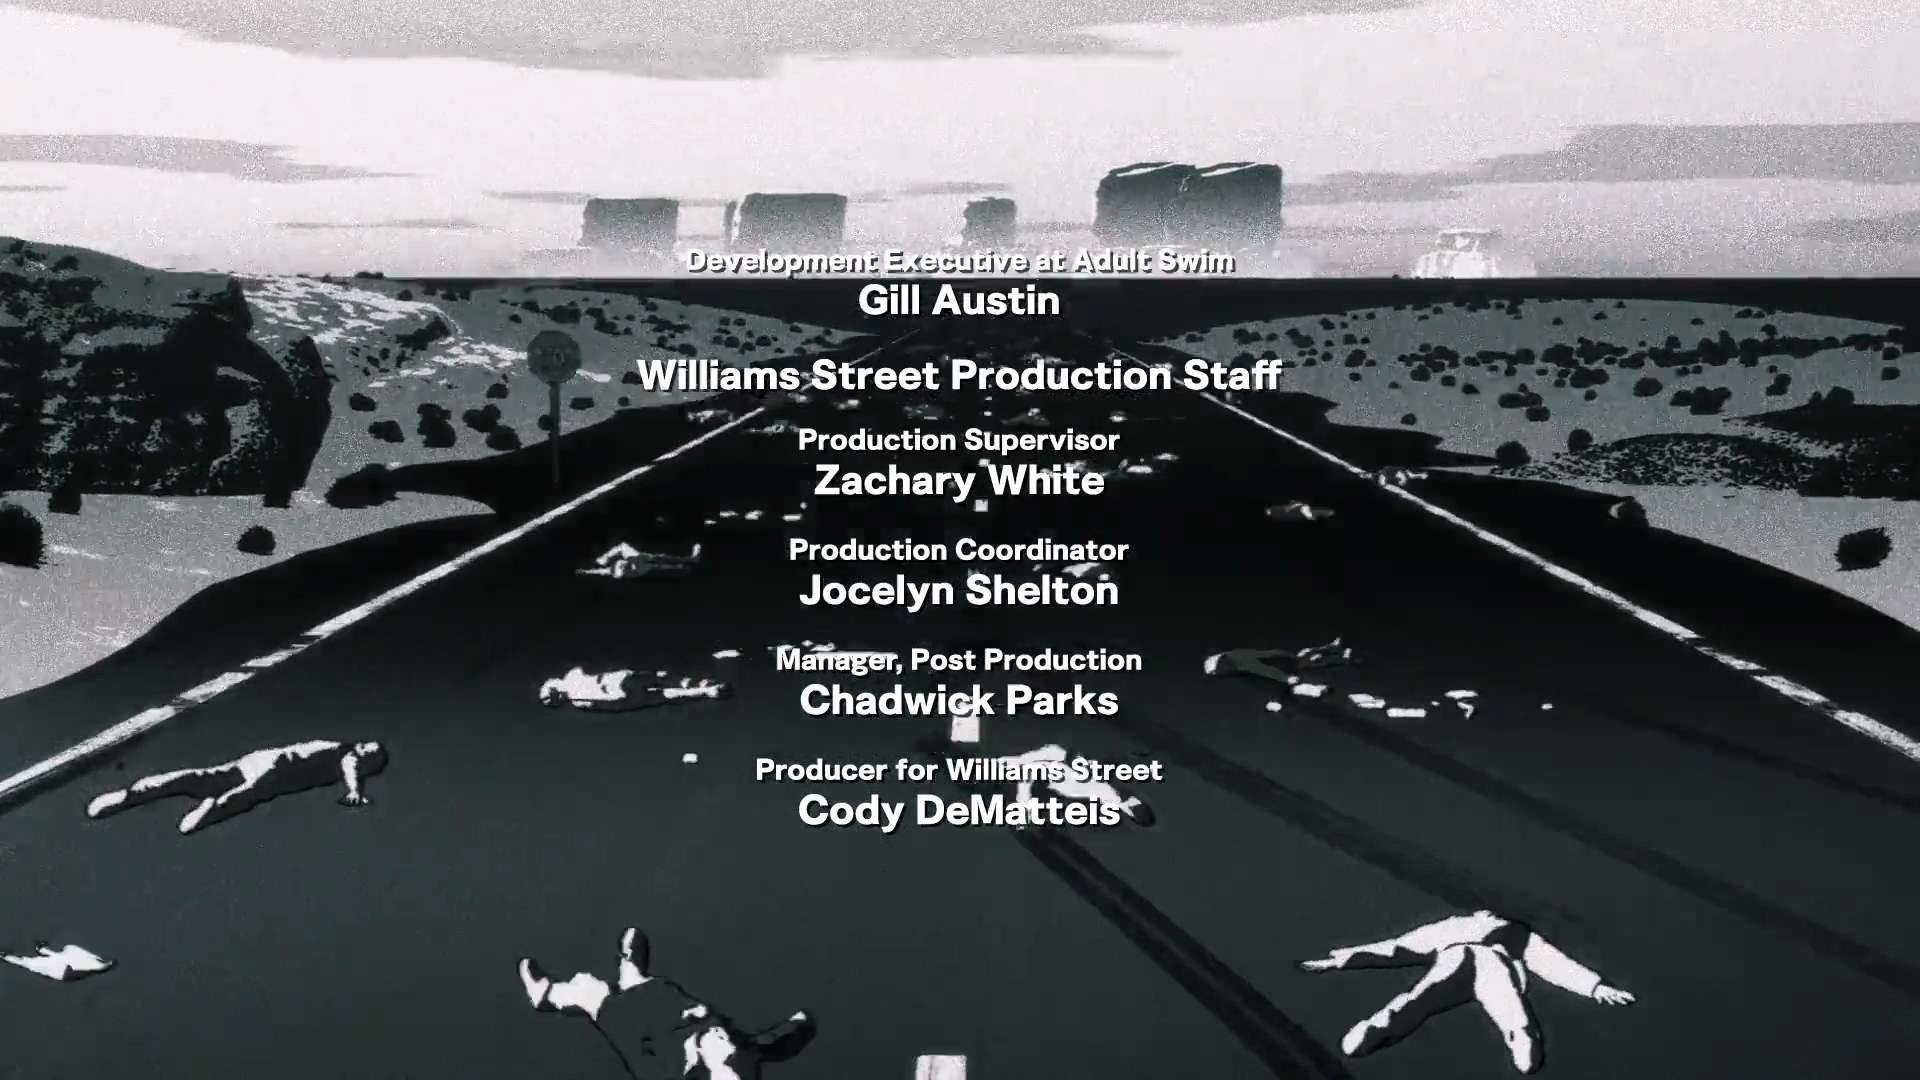 Development Executive at Adult Swim
Gill Austin
Williams Street Production Staff
Production Supervisor
Zachary White
Production Coordinator
Jocelyn Shelton
Manager, Post Production
Chadwick Parks
Producer for Williams Street
Cody DeMatteis